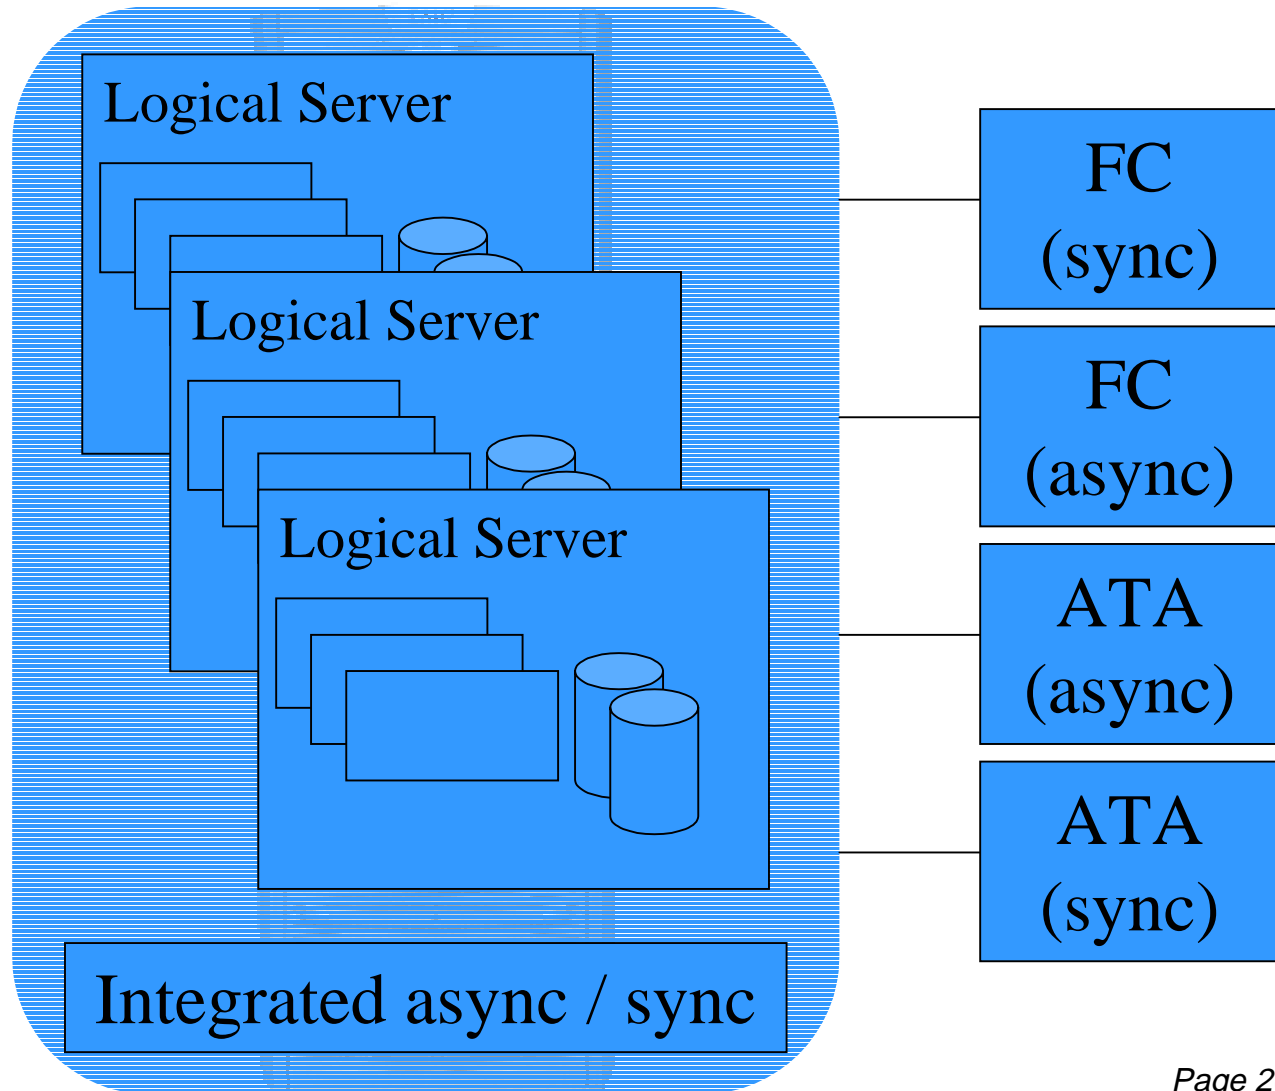 Logical Server
Logical Server
Logical Server
Integrated async / sync
FC
(sync)
FC
(async)
ATA
(async)
ATA
(sync)
Page 2